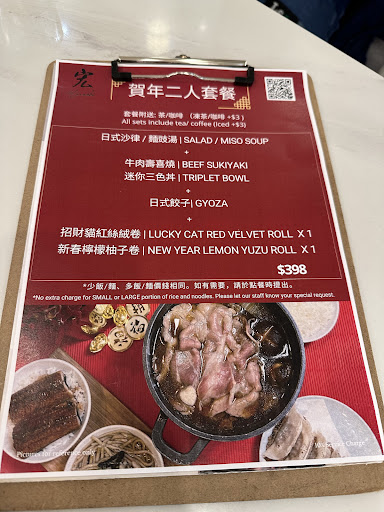 宏
賀年二人套餐
套餐附送: 茶/咖啡 (凍茶/咖啡 +$3 )
All sets include tea/ coffee (Iced +$3)
日式沙律 / 麵豉湯 | SALAD / MISO SOUP
+
牛肉壽喜燒 | BEEF SUKIYAKI
迷你三色丼 | TRIPLET BOWL
+
日式餃子| GYOZA
+
招財貓紅絲絨卷 | LUCKY CAT RED VELVET ROLL X 1
新春檸檬柚子卷 | NEW YEAR LEMON YUZU ROLL X 1
$398
*少飯/麵、多飯/麵價錢相同。如有需要，請於點餐時提出。
*No extra charge for SMALL or LARGE portion of rice and noodles. Please let our staff know your special request.
Pictures for reference only
Charge